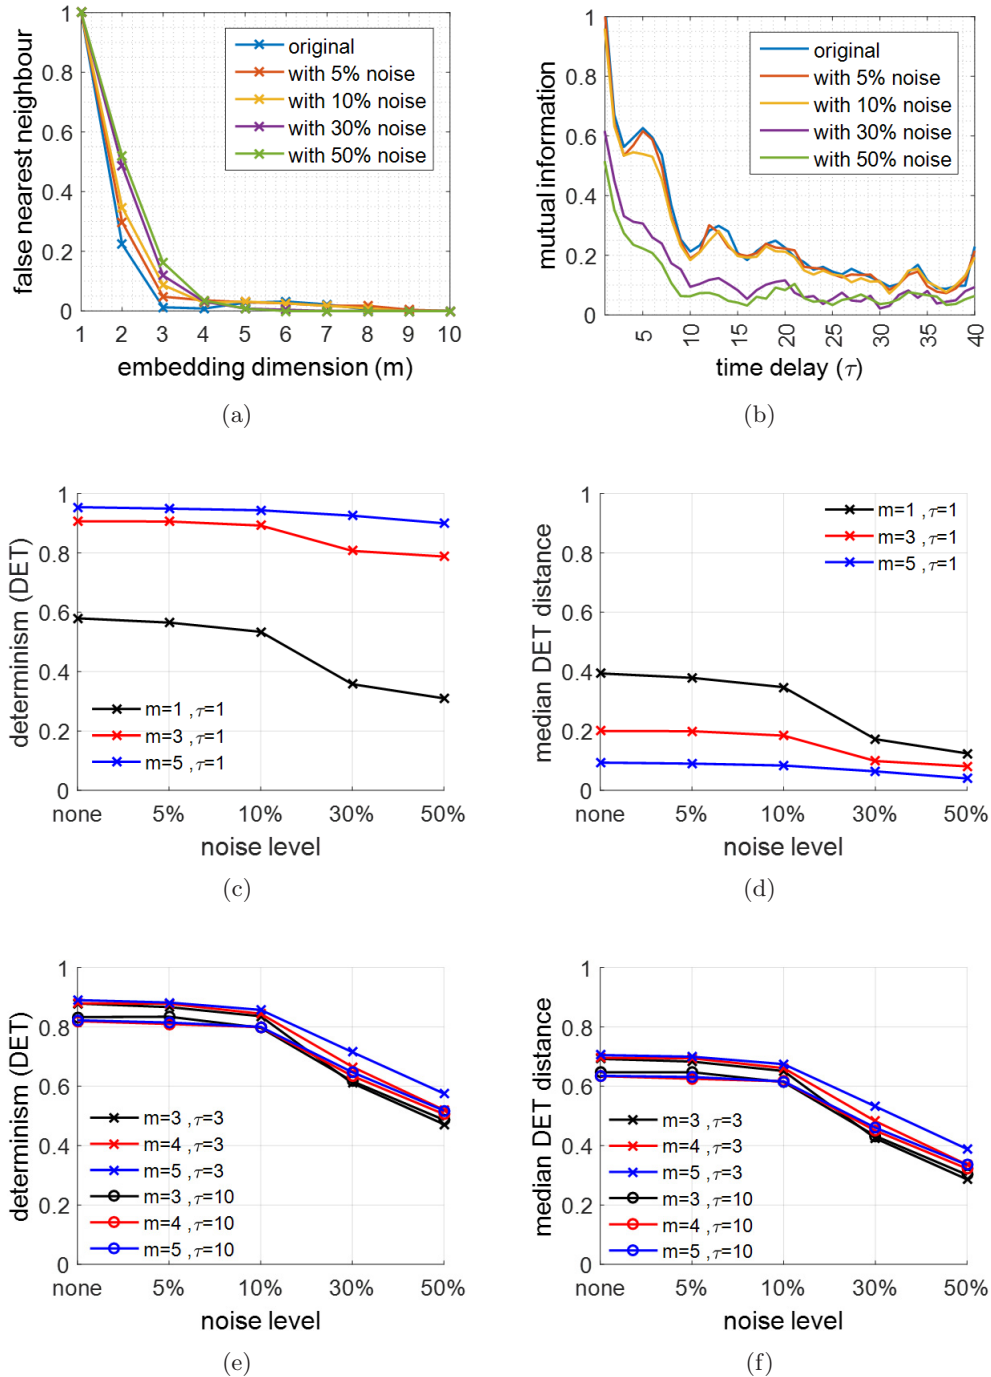 1
0.8
0.6
0.4
0.2
0
false nearest neighbour
original
with 5% noise
with 10% noise
with 30% noise
with 50% noise
1 2 3 4 5 6 7 8 9 10
embedding dimension (m)
(a)
1
0.8
0.6
0.4
0.2
0
mutual information
original
with 5% noise
with 10% noise
with 30% noise
with 50% noise
5 10 15 20 25 30 35 40
time delay (τ)
(b)
1
0.8
0.6
0.4
0.2
0
determinism (DET)
m=1 ,τ=1
m=3 ,τ=1
m=5 ,τ=1
none 5% 10% 30% 50%
noise level
(c)
1
0.8
0.6
0.4
0.2
0
median DET distance
m=1 ,τ=1
m=3 ,τ=1
m=5 ,τ=1
none 5% 10% 30% 50%
noise level
(d)
1
0.8
0.6
0.4
0.2
0
determinism (DET)
m=3 ,τ=3
m=4 ,τ=3
m=5 ,τ=3
m=3 ,τ=10
m=4 ,τ=10
m=5 ,τ=10
none 5% 10% 30% 50%
noise level
(e)
1
0.8
0.6
0.4
0.2
0
median DET distance
m=3 ,τ=3
m=4 ,τ=3
m=5 ,τ=3
m=3 ,τ=10
m=4 ,τ=10
m=5 ,τ=10
none 5% 10% 30% 50%
noise level
(f)